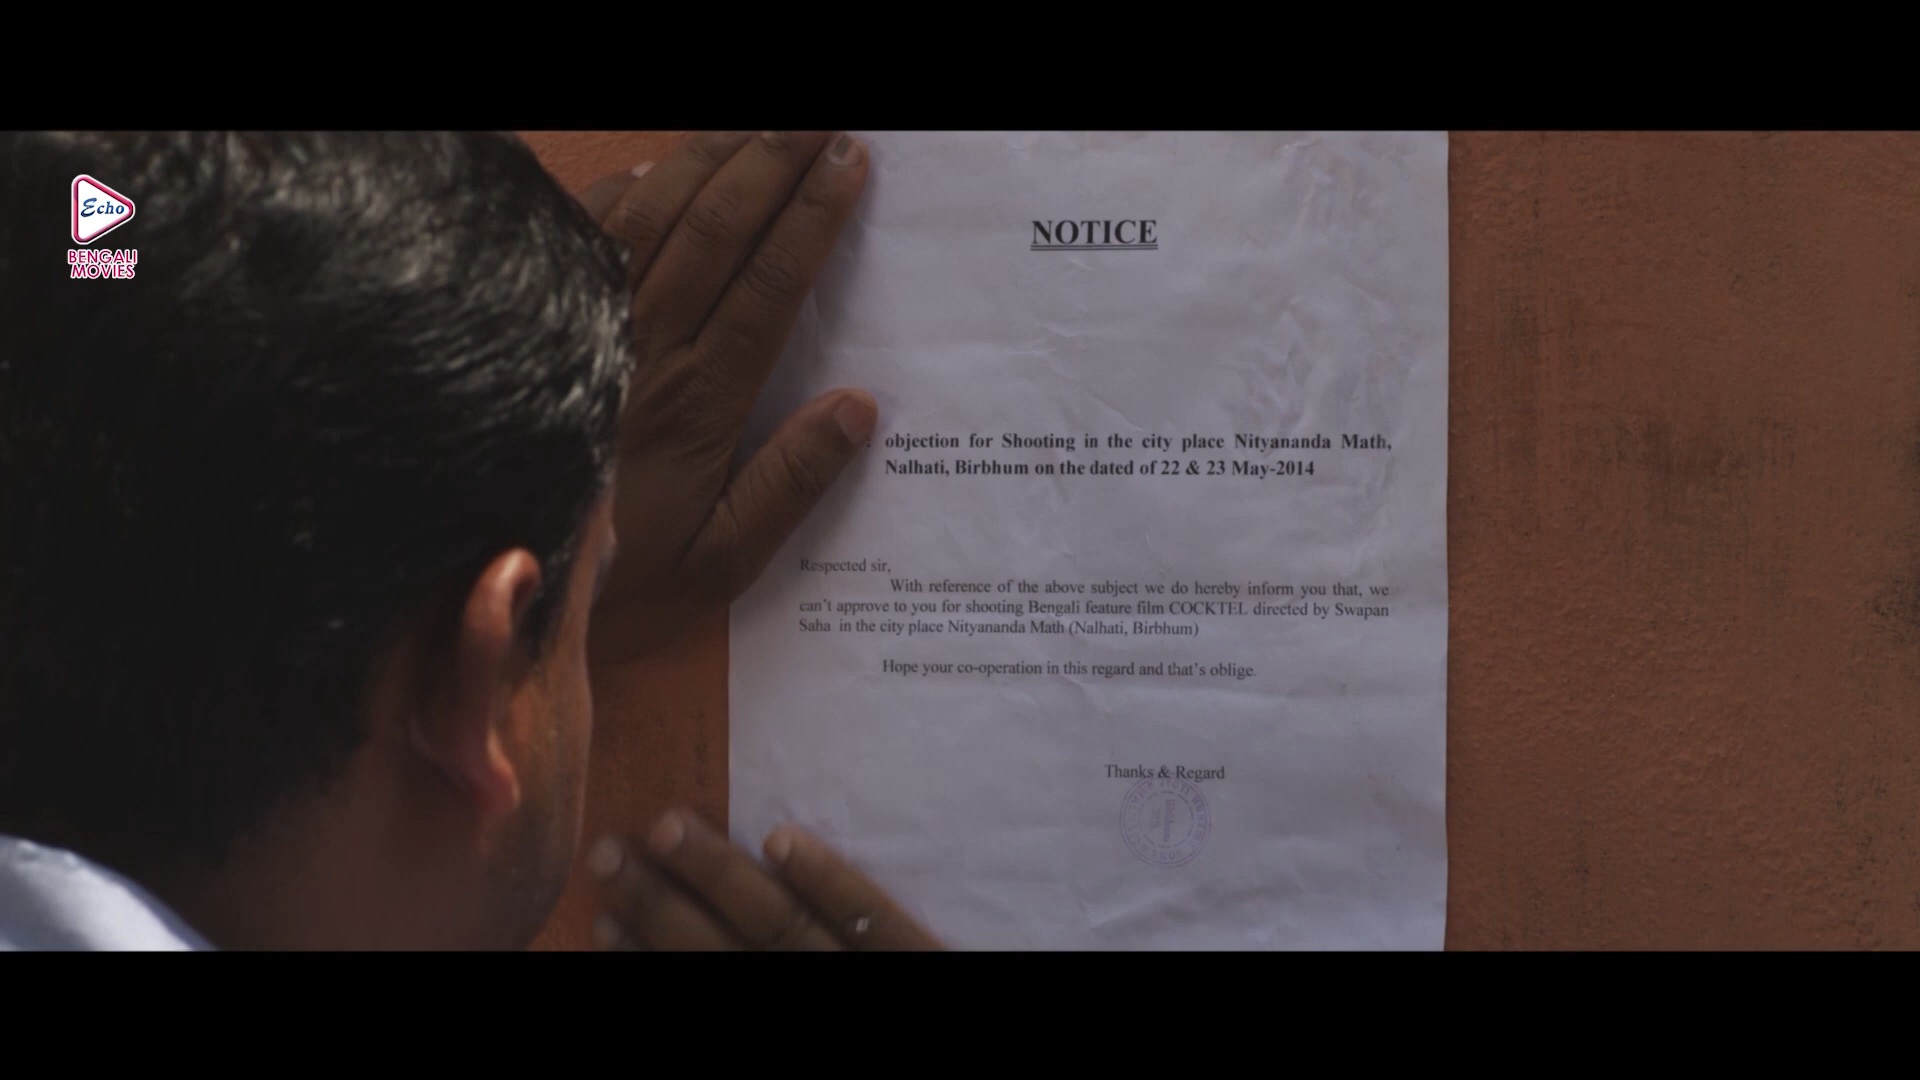 Echo
BENGALI
MOVIES
NOTICE
: objection for Shooting in the city place Nityananda Math,
Nalhati, Birbhum on the dated of 22 & 23 May-2014
Respected sir,
With reference of the above subject we do hereby inform you that, we
can't approve to you for shooting Bengali feature film COCKTEL directed by Swapan
Saha in the city place Nityananda Math (Nalhati, Birbhum)
Hope your co-operation in this regard and that's oblige.
Thanks & Regard